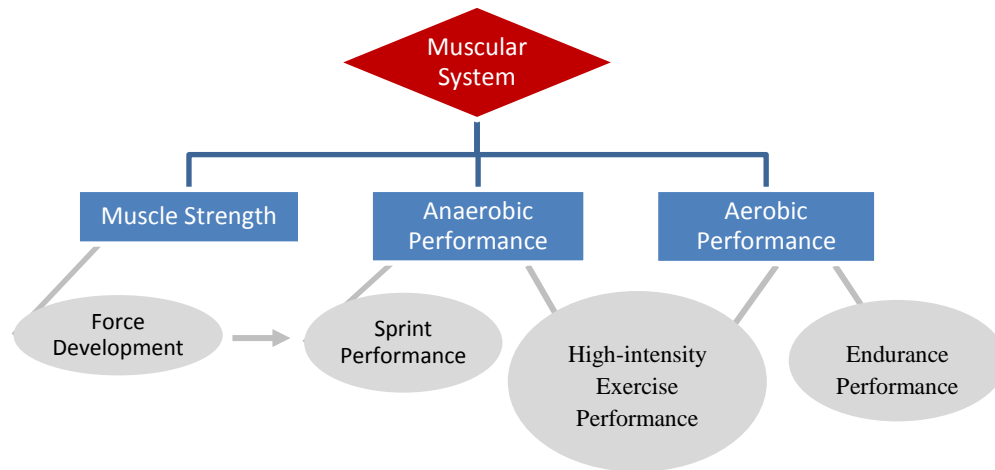 Muscular
System
Muscle Strength
Anaerobic
Performance
Aerobic
Performance
Force
Development
Sprint
Performance
High-intensity
Exercise
Performance
Endurance
Performance